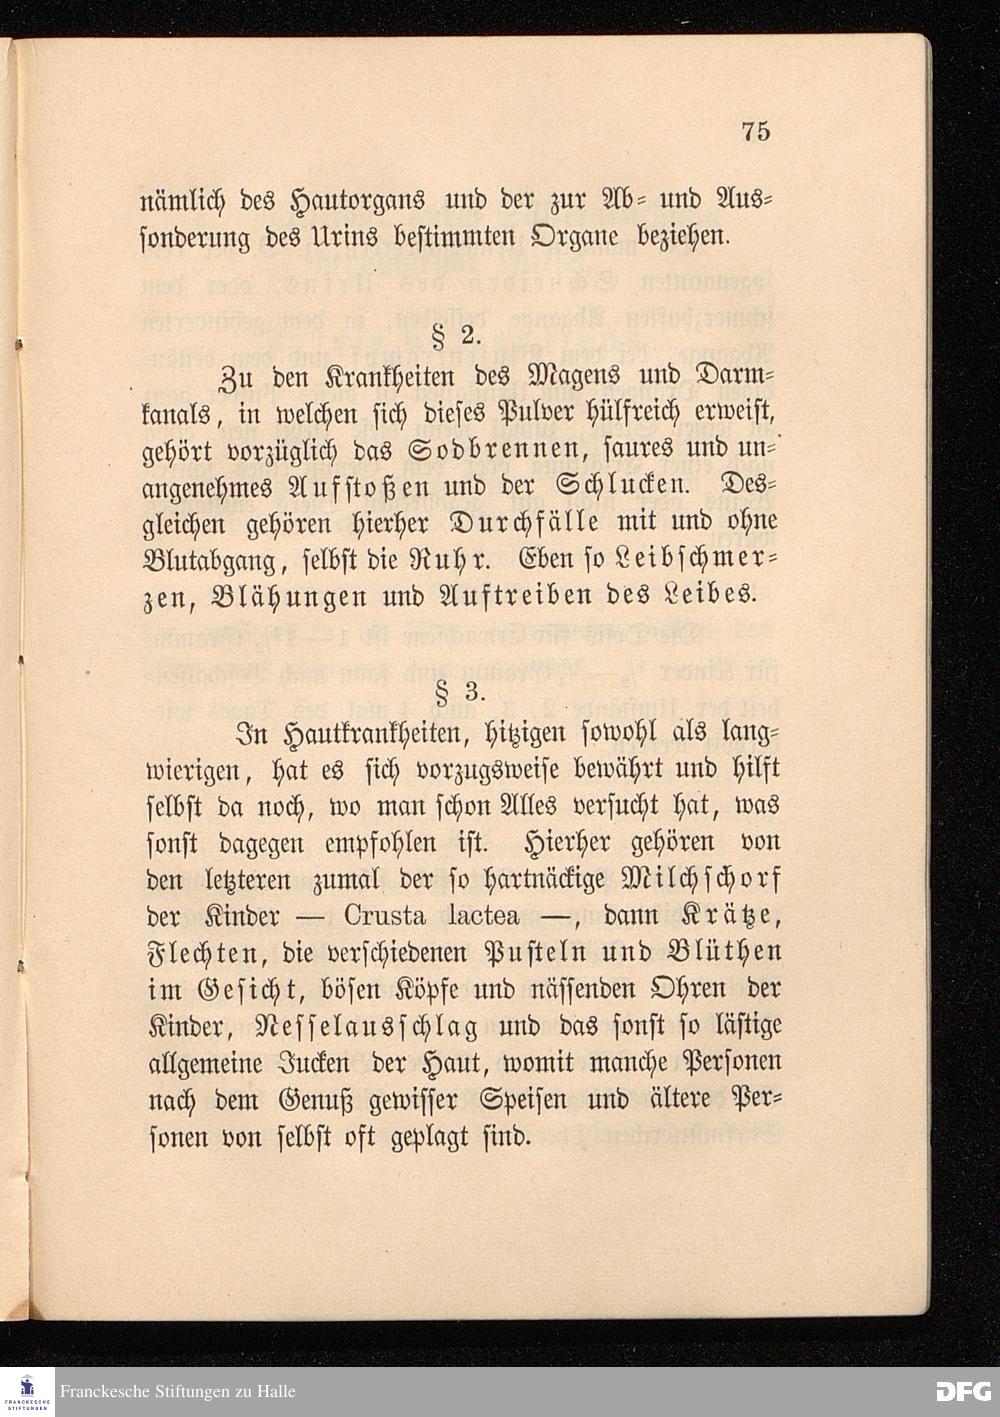 75
nämlich des Hautorgans und der zur Ab- und Aus-
sonderung des Urins bestimmten Organe beziehen.
§ 2.
Zu den Krankheiten des Magens und Darm-
kanals, in welchen sich dieses Pulver hülfreich erweist,
gehört vorzüglich das Sodbrennen, saures und un-
angenehmes Aufstoßen und der Schlucken. Des-
gleichen gehören hierher Durchfälle mit und ohne
Blutabgang, selbst die Ruhr. Eben so Leibschmer-
zen, Blähungen und Auftreiben des Leibes.
§ 3.
In Hautkrankheiten, hitzigen sowohl als lang-
wierigen, hat es sich vorzugsweise bewährt und hilft
selbst da noch, wo man schon Alles versucht hat, was
sonst dagegen empfohlen ist. Hierher gehören von
den letzteren zumal der so hartnäckige Milchschorf
der Kinder — Crusta lactea —, dann Krätze,
Flechten, die verschiedenen Pusteln und Blüthen
im Gesicht, bösen Köpfe und nässenden Ohren der
Kinder, Nesselausschlag und das sonst so lästige
allgemeine Jucken der Haut, womit manche Personen
nach dem Genuß gewisser Speisen und ältere Per-
sonen von selbst oft geplagt sind.
FRANCKESCHE
STIFTUNGEN
Franckesche Stiftungen zu Halle
DFG